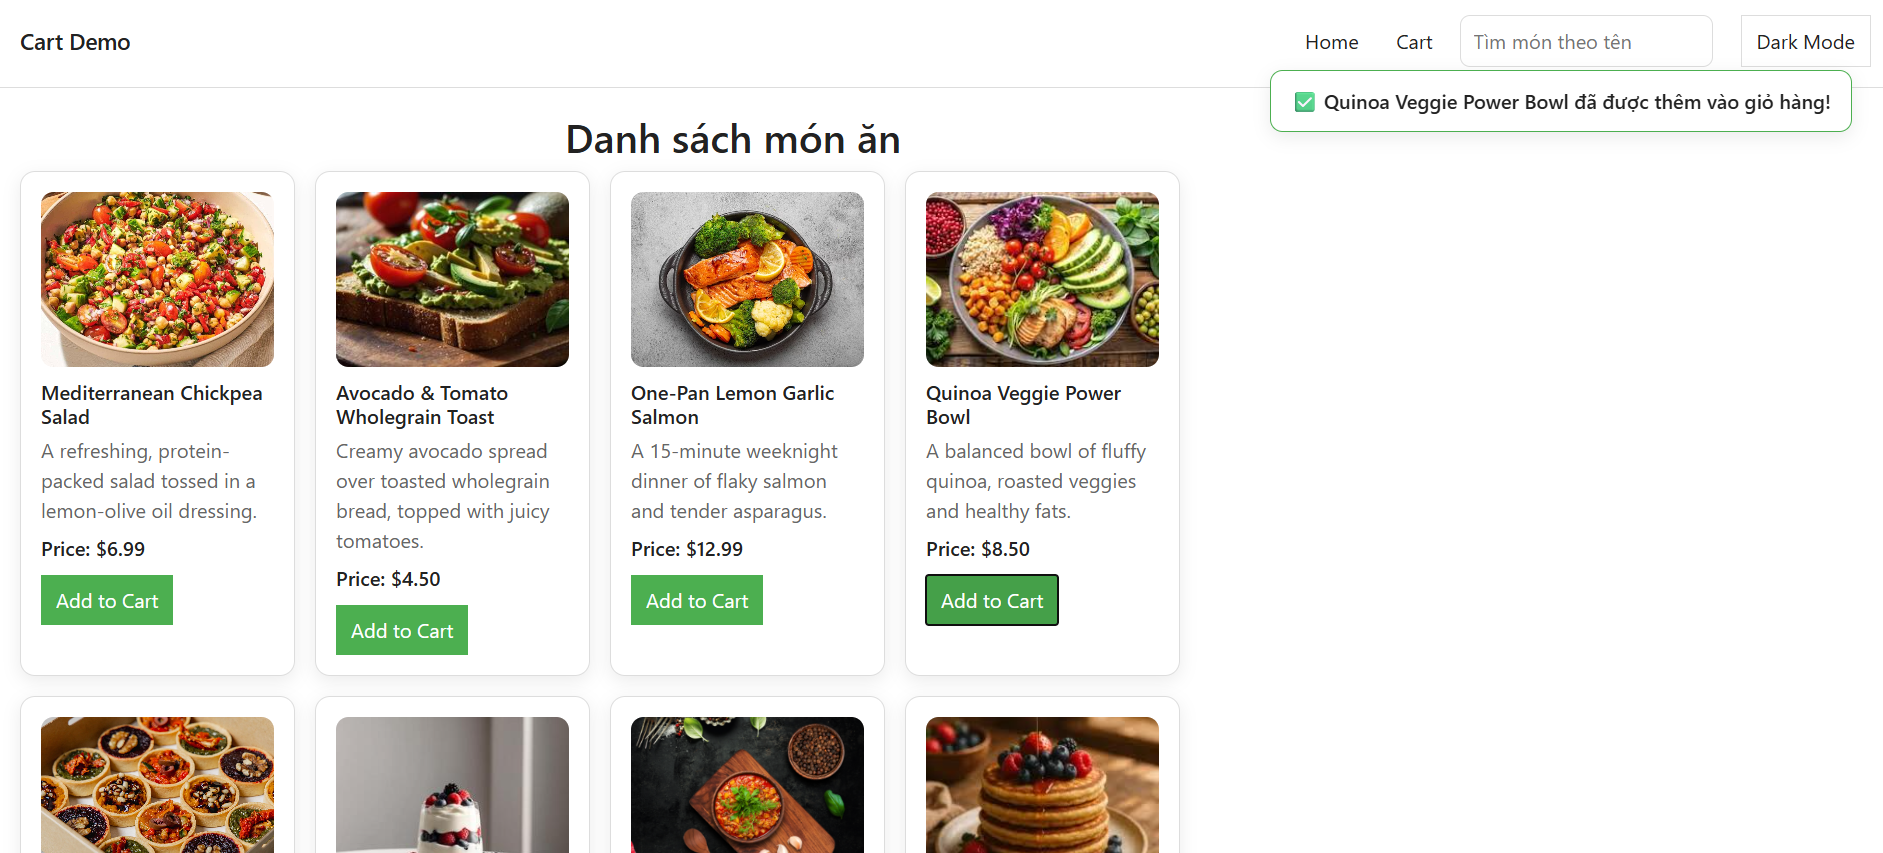 Cart Demo
Home
Cart
Tìm món theo tên
Dark Mode
✅ Quinoa Veggie Power Bowl đã được thêm vào giỏ hàng!
Danh sách món ăn
Mediterranean Chickpea
Salad
A refreshing, protein-
packed salad tossed in a
lemon-olive oil dressing.
Price: $6.99
Add to Cart
Avocado & Tomato
Wholegrain Toast
Creamy avocado spread
over toasted wholegrain
bread, topped with juicy
tomatoes.
Price: $4.50
Add to Cart
One-Pan Lemon Garlic
Salmon
A 15-minute weeknight
dinner of flaky salmon
and tender asparagus.
Price: $12.99
Add to Cart
Quinoa Veggie Power
Bowl
A balanced bowl of fluffy
quinoa, roasted veggies
and healthy fats.
Price: $8.50
Add to Cart